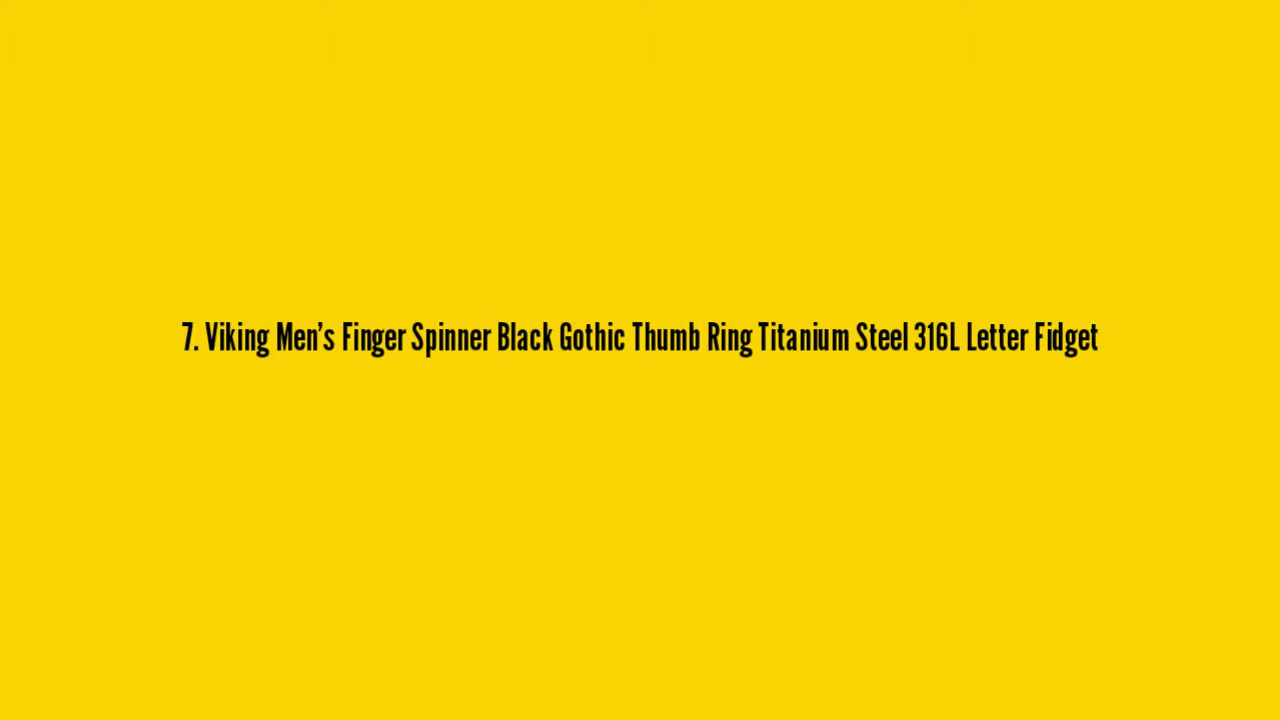 7. Viking Men’s Finger Spinner Black Gothic Thumb Ring Titanium Steel 316L Letter Fidget